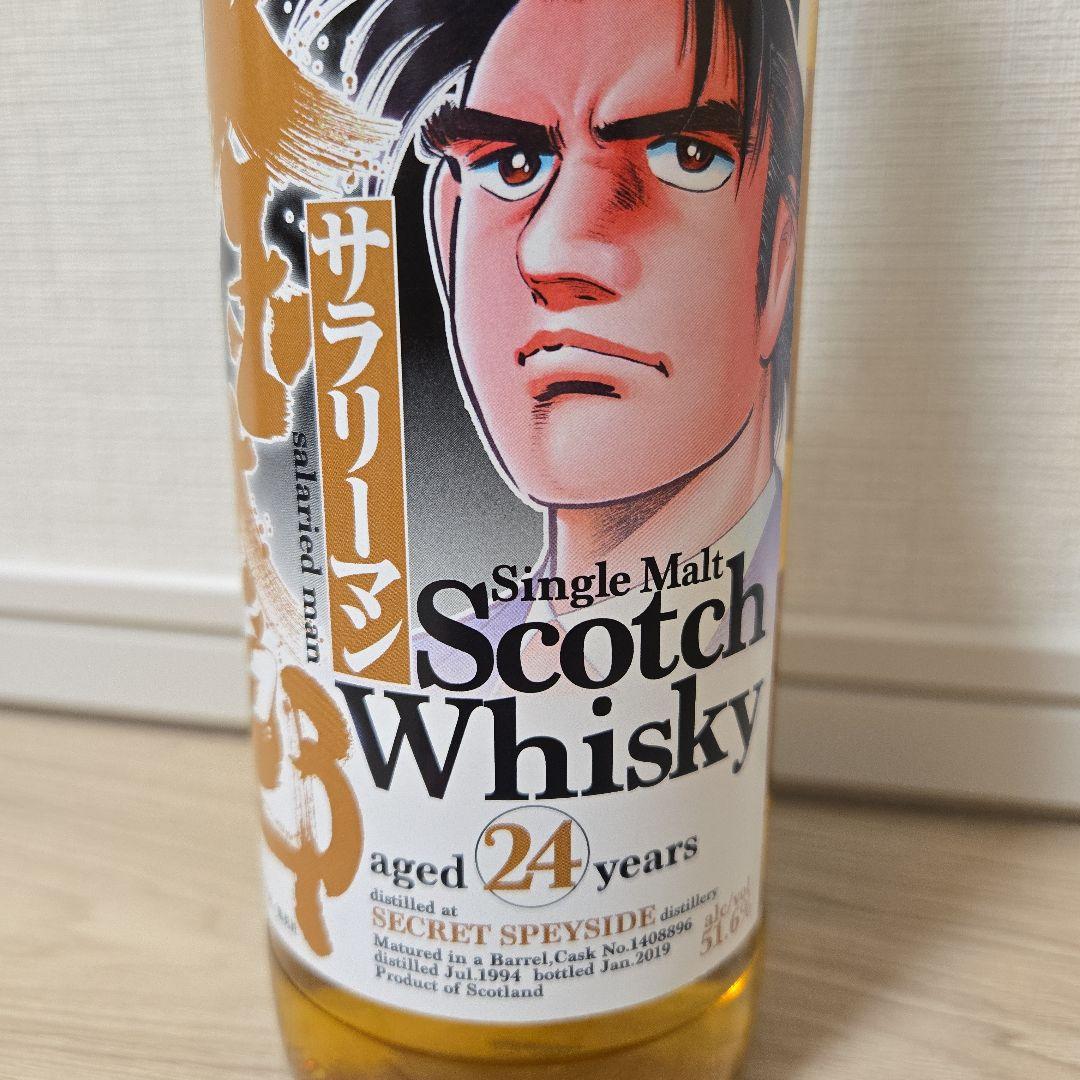 サラリーマン
salaried man
Single Malt
Scotch
Whisky
aged 24 years
distilled at
SECRET SPEYSIDE distillery
Matured in a Barrel,Cask No.1408896
distilled Jul.1994 bottled Jan.2019
Product of Scotland
alc/vol
51.6%